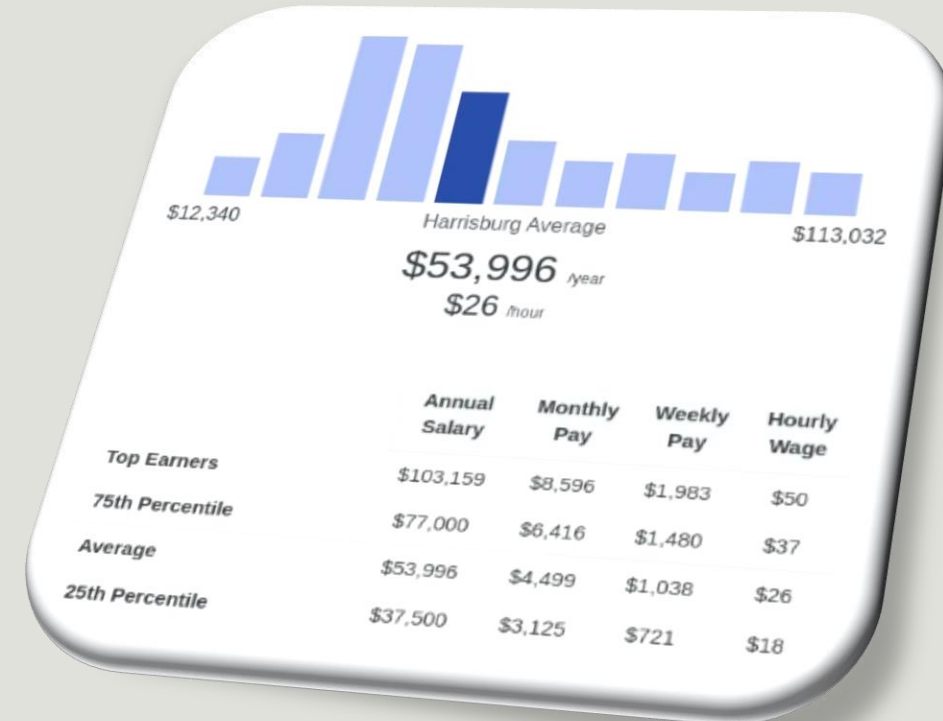 $12,340 Harrisburg Average $113,032
$53,996 /year
$26 /hour
Annual Salary Monthly Pay Weekly Pay Hourly Wage
Top Earners $103,159 $8,596 $1,983 $50
75th Percentile $77,000 $6,416 $1,480 $37
Average $53,996 $4,499 $1,038 $26
25th Percentile $37,500 $3,125 $721 $18